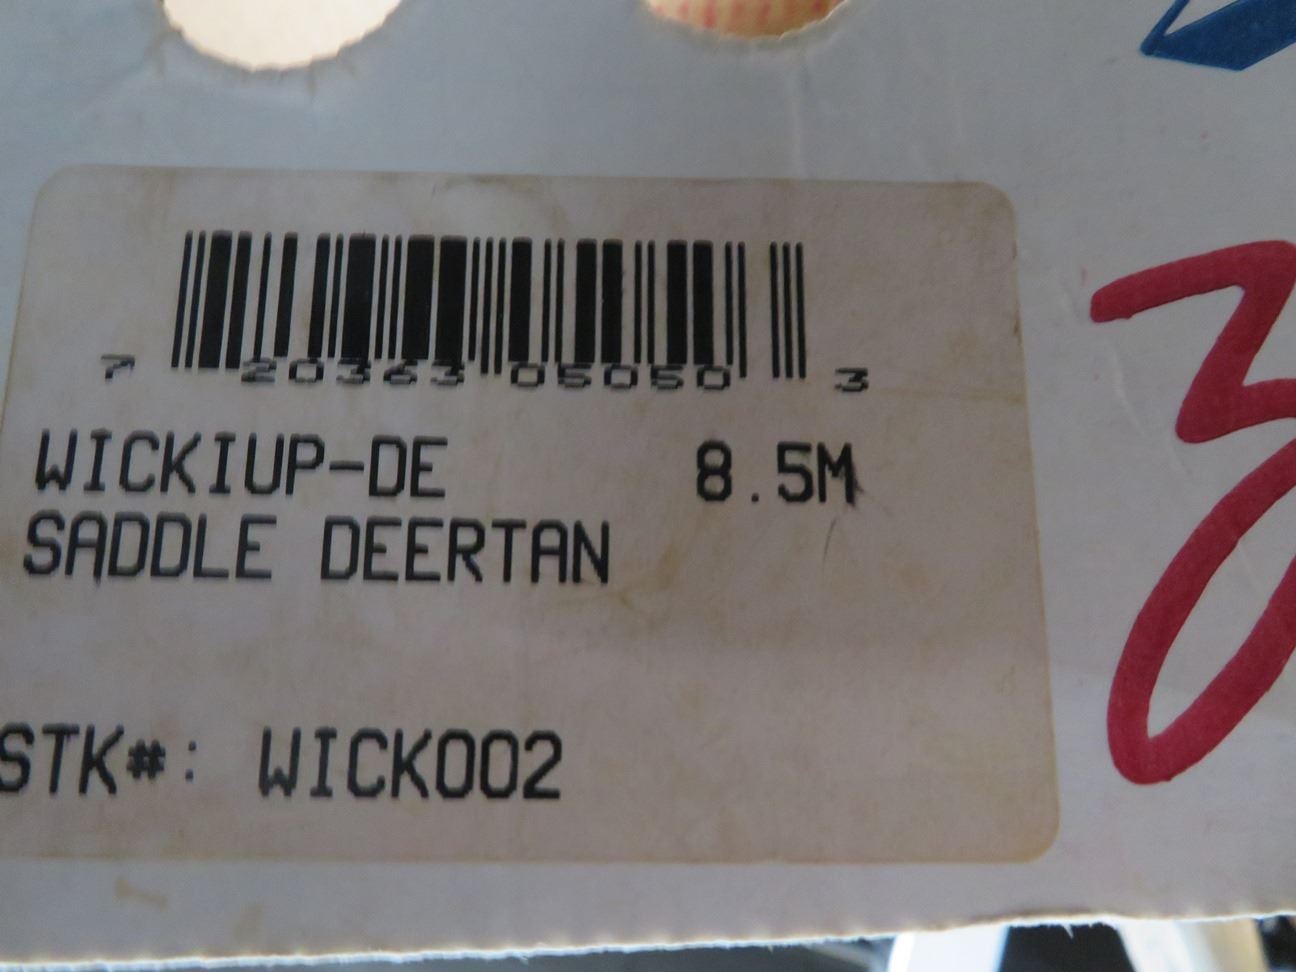 7 20363 05050 3
WICKIUP-DE 8.5M
SADDLE DEERTAN
STK#: WICK002